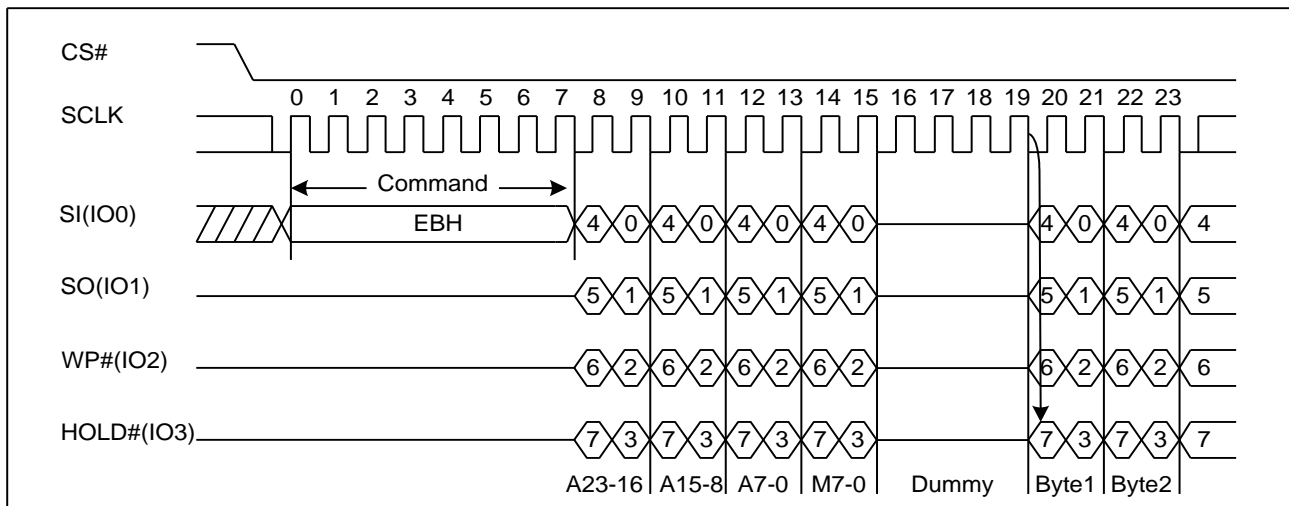 CS#
0 1 2 3 4 5 6 7 8 9 10 11 12 13 14 15 16 17 18 19 20 21 22 23
SCLK
Command
SI(IO0) EBH 4 0 4 0 4 0 4 0 4 0 4 0 4
SO(IO1) 5 1 5 1 5 1 5 1 5 1 5 1 5
WP#(IO2) 6 2 6 2 6 2 6 2 6 2 6 2 6
HOLD#(IO3) 7 3 7 3 7 3 7 3 7 3 7 3 7
A23-16 A15-8 A7-0 M7-0 Dummy Byte1 Byte2